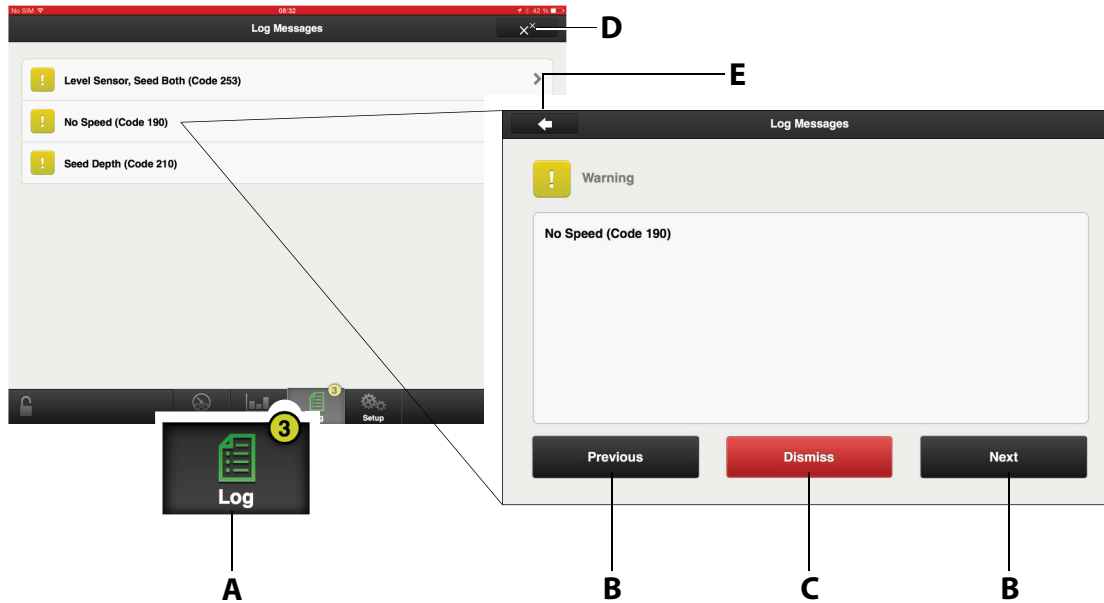 No SIM 08:32 42 %
Log Messages
D
Level Sensor, Seed Both (Code 253)
E
No Speed (Code 190)
Log Messages
Seed Depth (Code 210)
! Warning
No Speed (Code 190)
3
Setup
3
Log
Previous Dismiss Next
A B C B